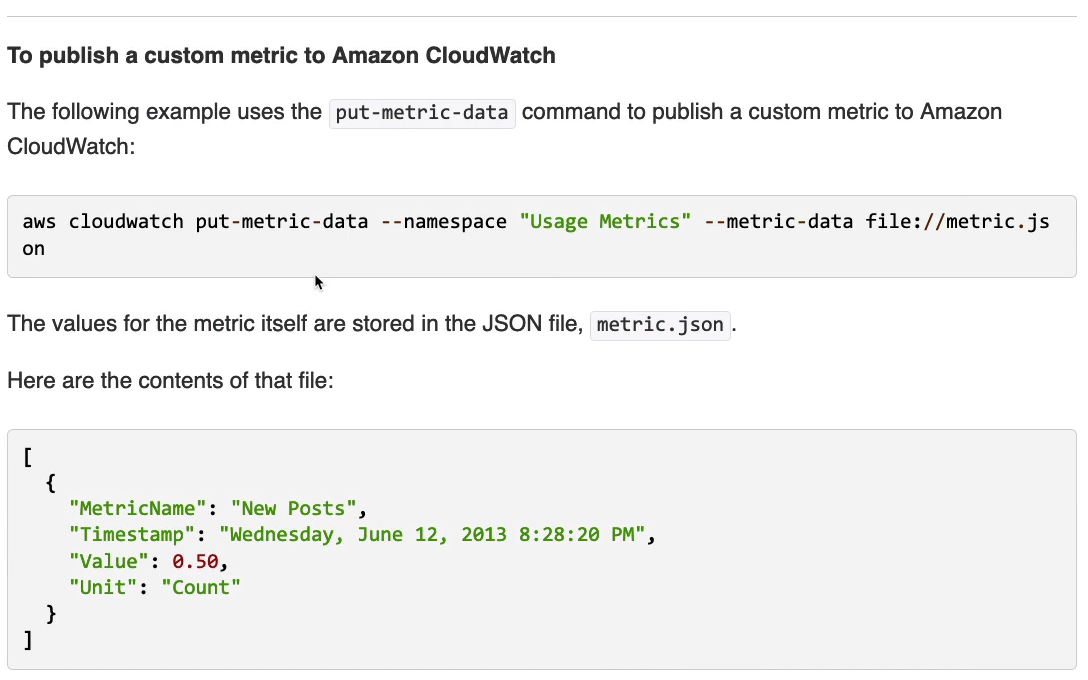 To publish a custom metric to Amazon CloudWatch
The following example uses the put-metric-data command to publish a custom metric to Amazon
CloudWatch:
aws cloudwatch put-metric-data --namespace "Usage Metrics" --metric-data file://metric.js
on
The values for the metric itself are stored in the JSON file, metric.json.
Here are the contents of that file:
[
  {
    "MetricName": "New Posts",
    "Timestamp": "Wednesday, June 12, 2013 8:28:20 PM",
    "Value": 0.50,
    "Unit": "Count"
  }
]